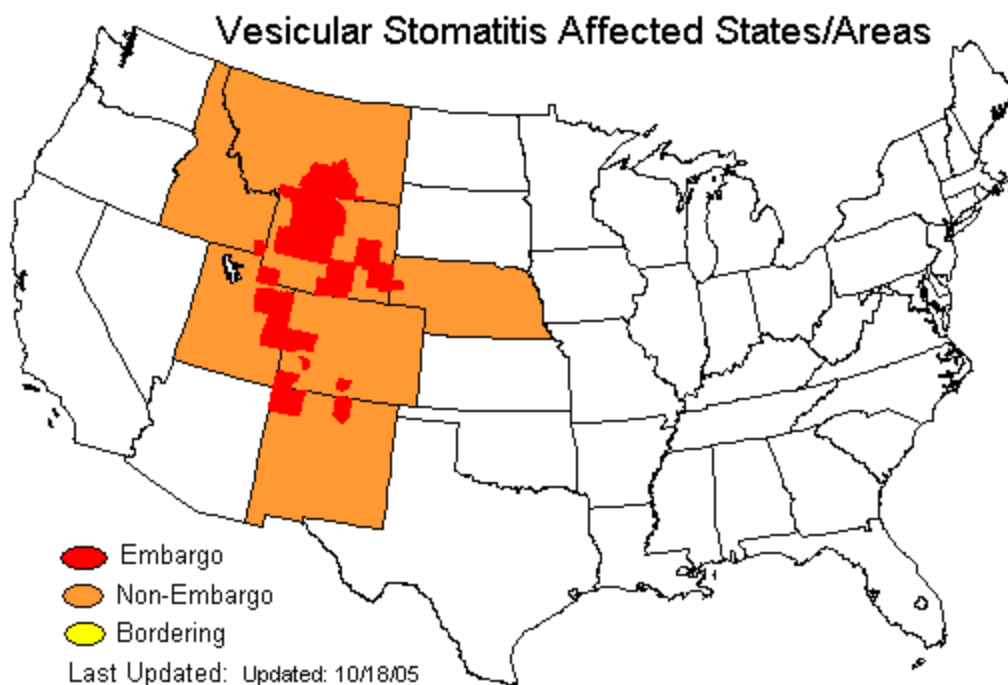 Vesicular Stomatitis Affected States/Areas
Embargo
Non-Embargo
Bordering
Last Updated: Updated: 10/18/05